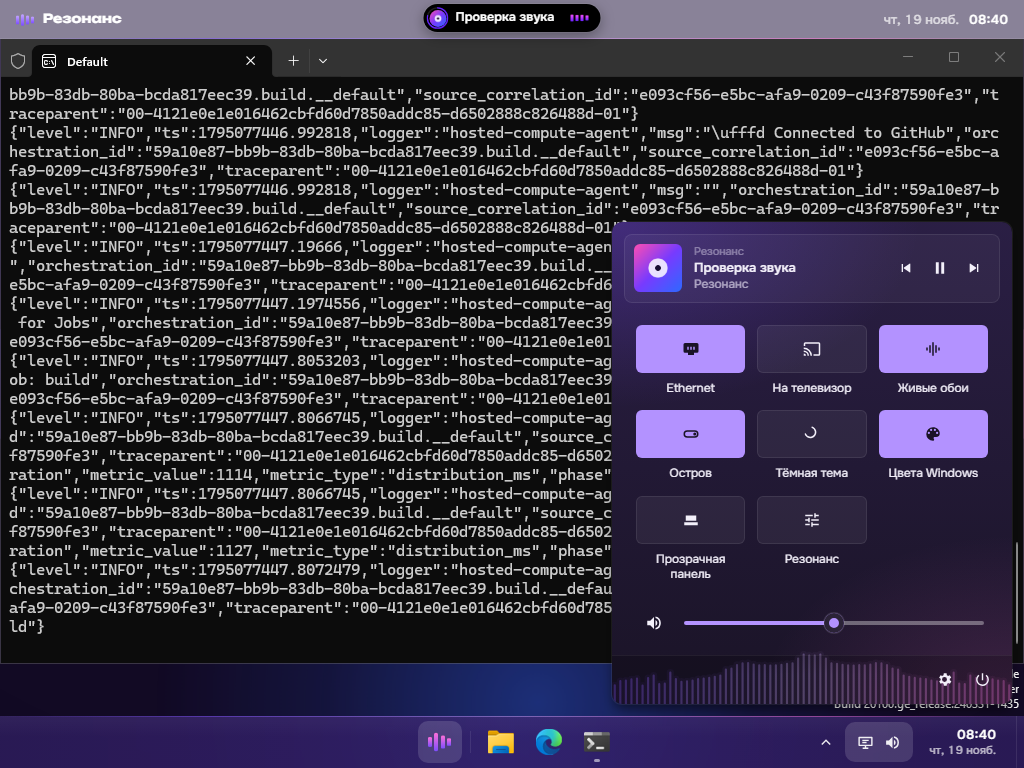 Резонанс
Проверка звука
чт, 19 нояб. 08:40
Default
bb9b-83db-80ba-bcda817eec39.build.__default","source_correlation_id":"e093cf56-e5bc-afa9-0209-c43f87590fe3","t
raceparent":"00-4121e0e1e016462cbfd60d7850addc85-d6502888c826488d-01"}
{"level":"INFO","ts":1795077446.992818,"logger":"hosted-compute-agent","msg":"\ufffd Connected to GitHub","orc
hestration_id":"59a10e87-bb9b-83db-80ba-bcda817eec39.build.__default","source_correlation_id":"e093cf56-e5bc-a
fa9-0209-c43f87590fe3","traceparent":"00-4121e0e1e016462cbfd60d7850addc85-d6502888c826488d-01"}
{"level":"INFO","ts":1795077446.992818,"logger":"hosted-compute-agent","msg":"","orchestration_id":"59a10e87-b
b9b-83db-80ba-bcda817eec39.build.__default","source_correlation_id":"e093cf56-e5bc-afa9-0209-c43f87590fe3","tr
aceparent":"00-4121e0e1e016462cbfd60d7850addc85-d6502888c826488d-01"}
{"level":"INFO","ts":1795077447.19666,"logger":"hosted-compute-agen
","orchestration_id":"59a10e87-bb9b-83db-80ba-bcda817eec39.build.__
e5bc-afa9-0209-c43f87590fe3","traceparent":"00-4121e0e1e016462cbfd6
{"level":"INFO","ts":1795077447.1974556,"logger":"hosted-compute-ag
for Jobs","orchestration_id":"59a10e87-bb9b-83db-80ba-bcda817eec39
e093cf56-e5bc-afa9-0209-c43f87590fe3","traceparent":"00-4121e0e1e01
{"level":"INFO","ts":1795077447.8053203,"logger":"hosted-compute-ag
ob: build","orchestration_id":"59a10e87-bb9b-83db-80ba-bcda817eec39
e093cf56-e5bc-afa9-0209-c43f87590fe3","traceparent":"00-4121e0e1e01
{"level":"INFO","ts":1795077447.8066745,"logger":"hosted-compute-ag
d":"59a10e87-bb9b-83db-80ba-bcda817eec39.build.__default","source_c
f87590fe3","traceparent":"00-4121e0e1e016462cbfd60d7850addc85-d6502
ration","metric_value":1114,"metric_type":"distribution_ms","phase"
{"level":"INFO","ts":1795077447.8066745,"logger":"hosted-compute-ag
d":"59a10e87-bb9b-83db-80ba-bcda817eec39.build.__default","source_c
f87590fe3","traceparent":"00-4121e0e1e016462cbfd60d7850addc85-d6502
ration","metric_value":1127,"metric_type":"distribution_ms","phase"
{"level":"INFO","ts":1795077447.8072479,"logger":"hosted-compute-ag
chestration_id":"59a10e87-bb9b-83db-80ba-bcda817eec39.build.__defau
afa9-0209-c43f87590fe3","traceparent":"00-4121e0e1e016462cbfd60d785
ld"}
Резонанс
Проверка звука
Резонанс
Ethernet
На телевизор
Живые обои
Остров
Тёмная тема
Цвета Windows
Прозрачная
панель
Резонанс
08:40
чт, 19 нояб.